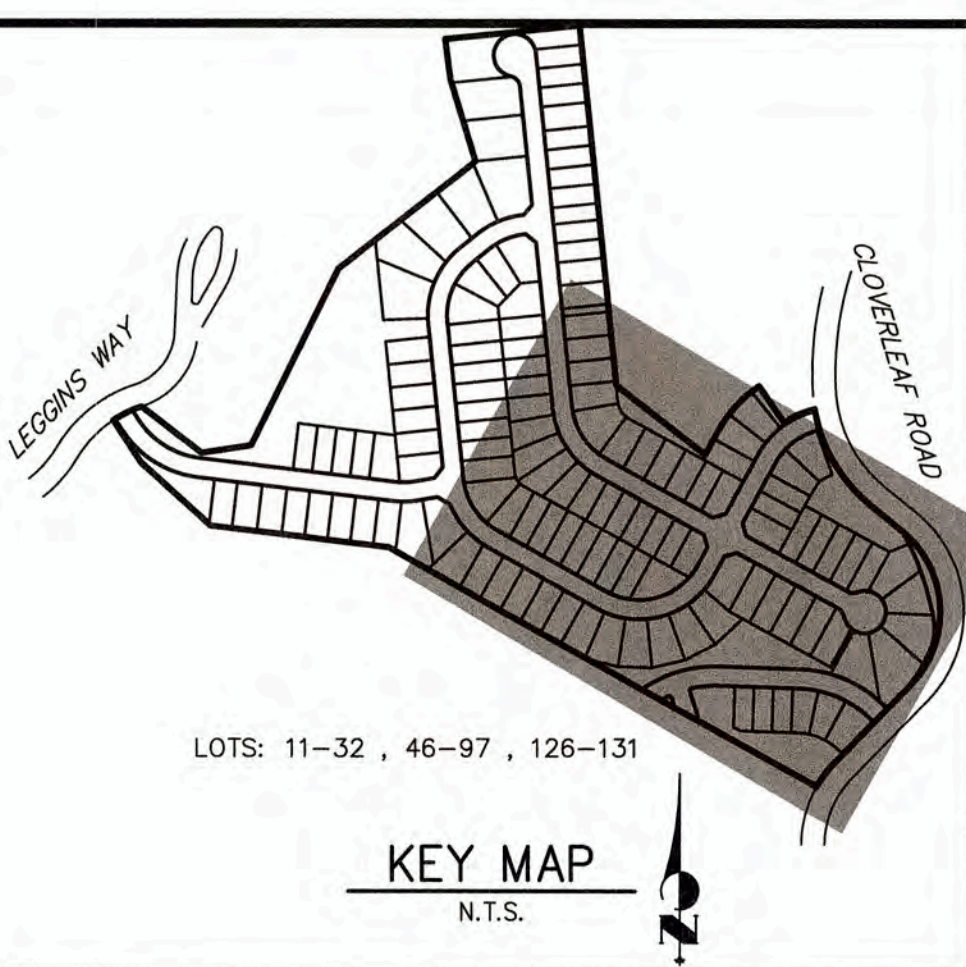 CLOVERLEAF ROAD
LEGGINS WAY
LOTS: 11-32 , 46-97 , 126-131
KEY MAP
N.T.S.
N